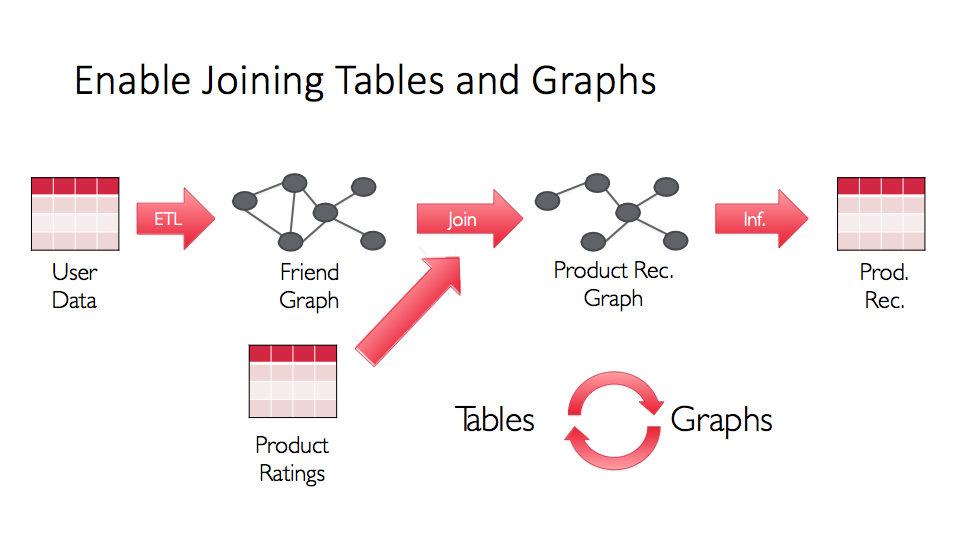 Enable Joining Tables and Graphs
ETL
Join
Inf.
User
Data
Friend
Graph
Product Rec.
Graph
Prod.
Rec.
Product
Ratings
Tables
Graphs